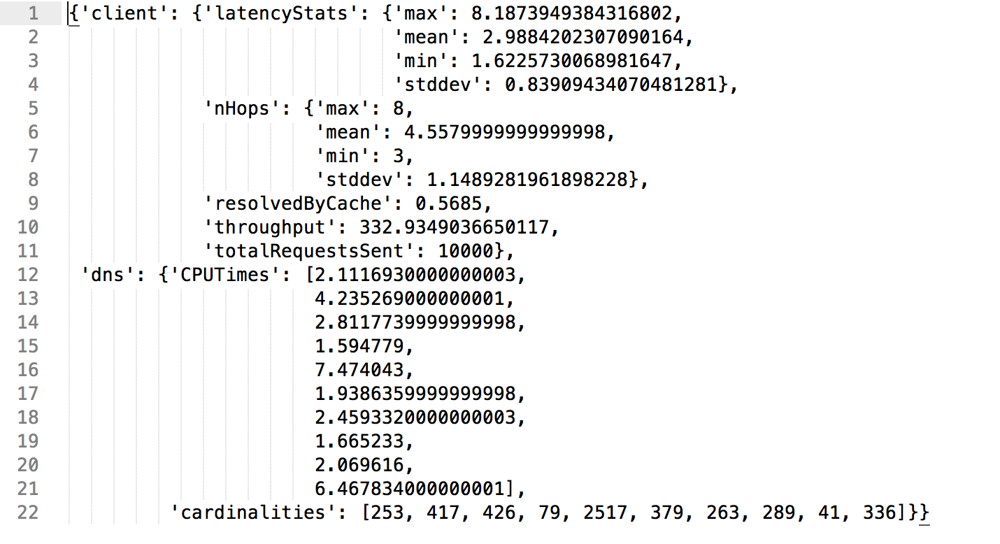 1 {'client': {'latencyStats': {'max': 8.1873949384316802,
2 'mean': 2.9884202307090164,
3 'min': 1.6225730068981647,
4 'stddev': 0.83909434070481281},
5 'nHops': {'max': 8,
6 'mean': 4.5579999999999998,
7 'min': 3,
8 'stddev': 1.1489281961898228},
9 'resolvedByCache': 0.5685,
10 'throughput': 332.9349036650117,
11 'totalRequestsSent': 10000},
12 'dns': {'CPUTimes': [2.1116930000000003,
13 4.235269000000001,
14 2.8117739999999998,
15 1.594779,
16 7.474043,
17 1.9386359999999998,
18 2.4593320000000003,
19 1.665233,
20 2.069616,
21 6.467834000000001],
22 'cardinalities': [253, 417, 426, 79, 2517, 379, 263, 289, 41, 336]}}